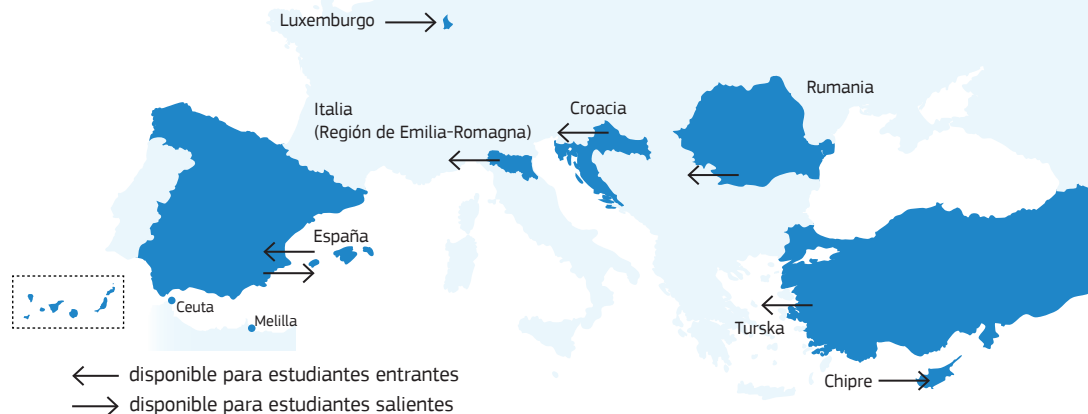 Luxemburgo
Rumania
Italia
(Región de Emilia-Romagna)
Croacia
España
Ceuta
Melilla
Turska
Chipre
disponible para estudiantes entrantes
disponible para estudiantes salientes